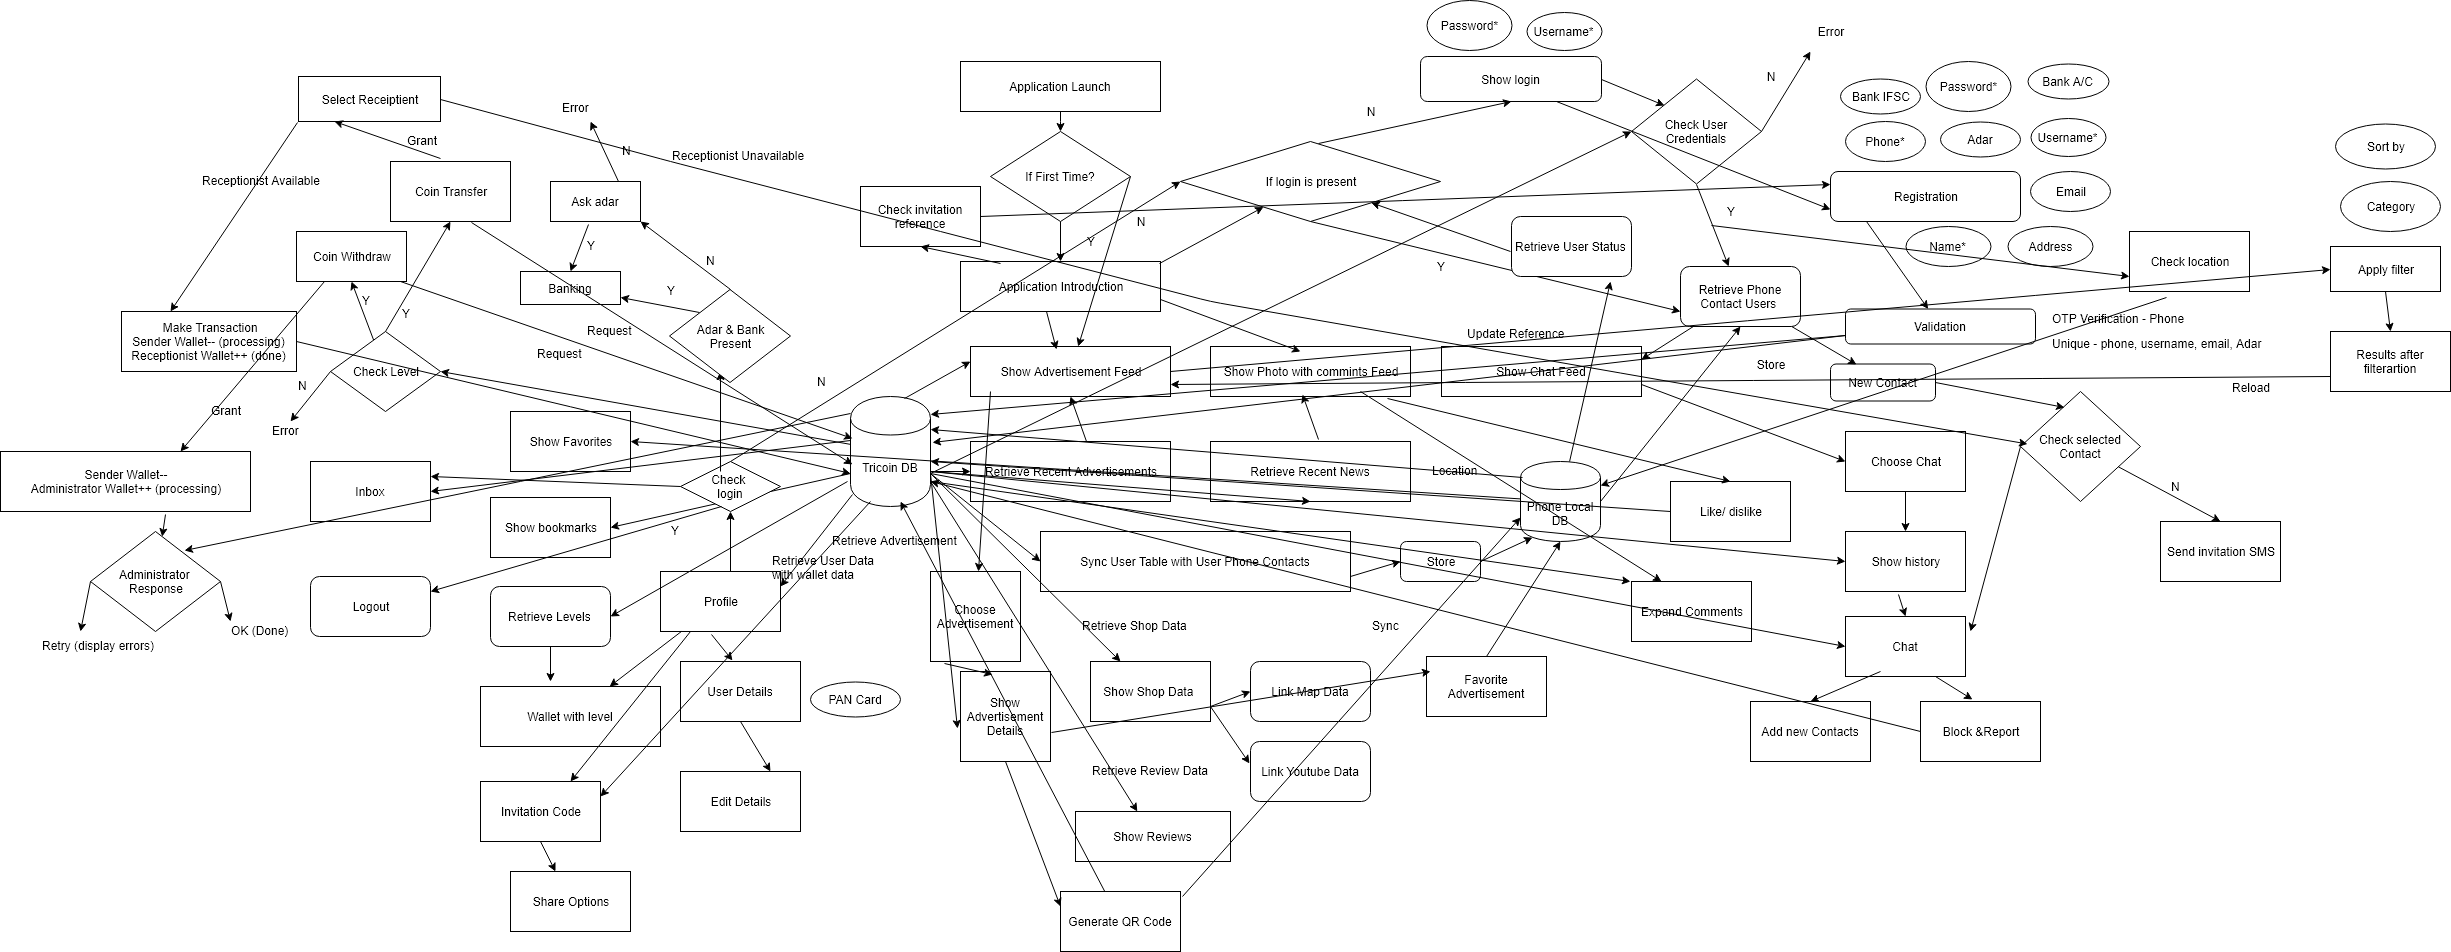 Password*
Username*
Error
Show login
Application Launch
Bank IFSC
Password*
Bank A/C
Select Receiptient
Error
N
N
Check User
Credentials
Phone*
Adar
Username*
Grant
N
Receptionist Unavailable
Sort by
If First Time?
If login is present
Receptionist Available
Coin Transfer
Ask adar
Check invitation
reference
N
Registration
Email
Category
Y
Y
Y
Retrieve User Status
Name*
Address
Coin Withdraw
N
Y
Check location
Apply filter
Banking
Y
Application Introduction
Retrieve Phone
Contact Users
Y
Y
Make Transaction
Sender Wallet-- (processing)
Receptionist Wallet++ (done)
Request
Adar & Bank
Present
Update Reference
Validation
OTP Verification - Phone
Unique - phone, username, email, Adar
Request
Results after
filterartion
Check Level
N
N
Show Advertisement Feed
Show Photo with commints Feed
Show Chat Feed
Store
New Contact
Reload
Grant
Error
Show Favorites
Tricoin DB
Retrieve Recent Advertisements
Retrieve Recent News
Location
Choose Chat
Check selected
Contact
Sender Wallet--
Administrator Wallet++ (processing)
Inbox
Check
login
N
Show bookmarks
Y
Phone Local
DB
Like/ dislike
Retrieve Advertisement
Retrieve User Data
with wallet data
Sync User Table with User Phone Contacts
Store
Show history
Send invitation SMS
Administrator
Response
Logout
Retrieve Levels
Profile
Choose
Advertisement
Retrieve Shop Data
Sync
Expand Comments
OK (Done)
Retry (display errors)
Chat
User Details
PAN Card
Show Shop Data
Link Map Data
Favorite
Advertisement
Wallet with level
Show
Advertisement
Details
Add new Contacts
Block &Report
Retrieve Review Data
Link Youtube Data
Invitation Code
Edit Details
Show Reviews
Share Options
Generate QR Code